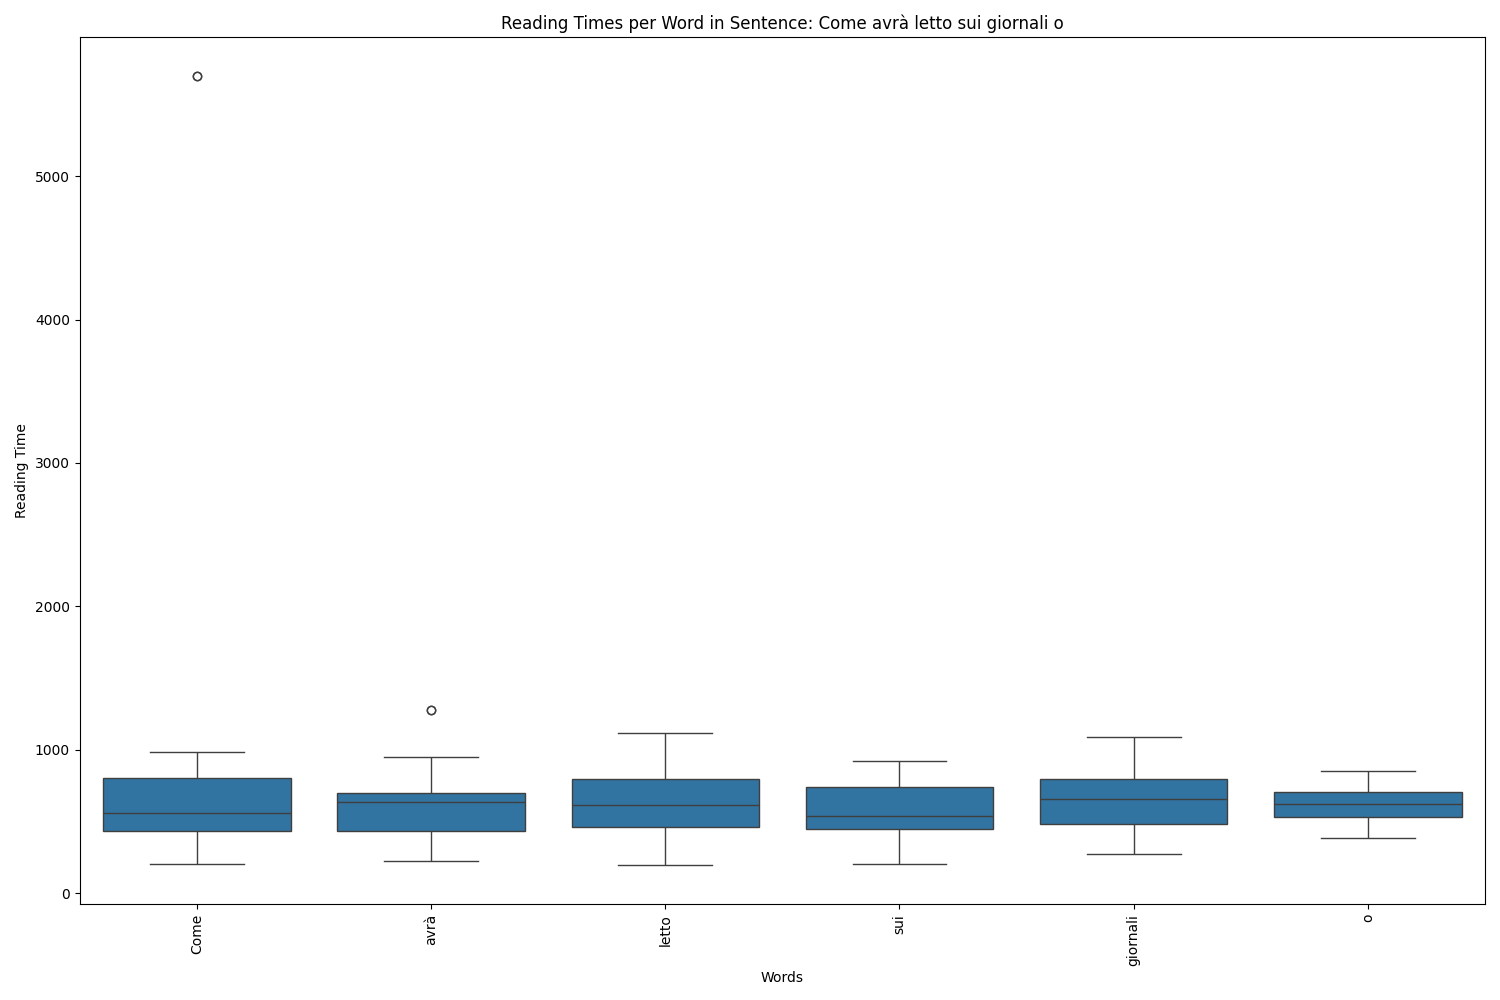 Reading Times per Word in Sentence: Come avrà letto sui giornali o
Reading Time
5000
4000
3000
2000
1000
0
Come
avrà
letto
sui
giornali
o
Words